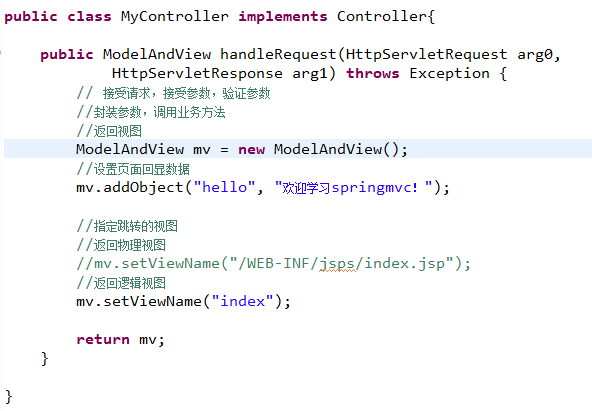 public class MyController implements Controller{
public ModelAndView handleRequest(HttpServletRequest arg0,
HttpServletResponse arg1) throws Exception {
// 接受请求，接受参数，验证参数
//封装参数，调用业务方法
//返回视图
ModelAndView mv = new ModelAndView();
//设置页面回显数据
mv.addObject("hello", "欢迎学习springmvc！");
//指定跳转的视图
//返回物理视图
//mv.setViewName("/WEB-INF/jsps/index.jsp");
//返回逻辑视图
mv.setViewName("index");
return mv;
}
}